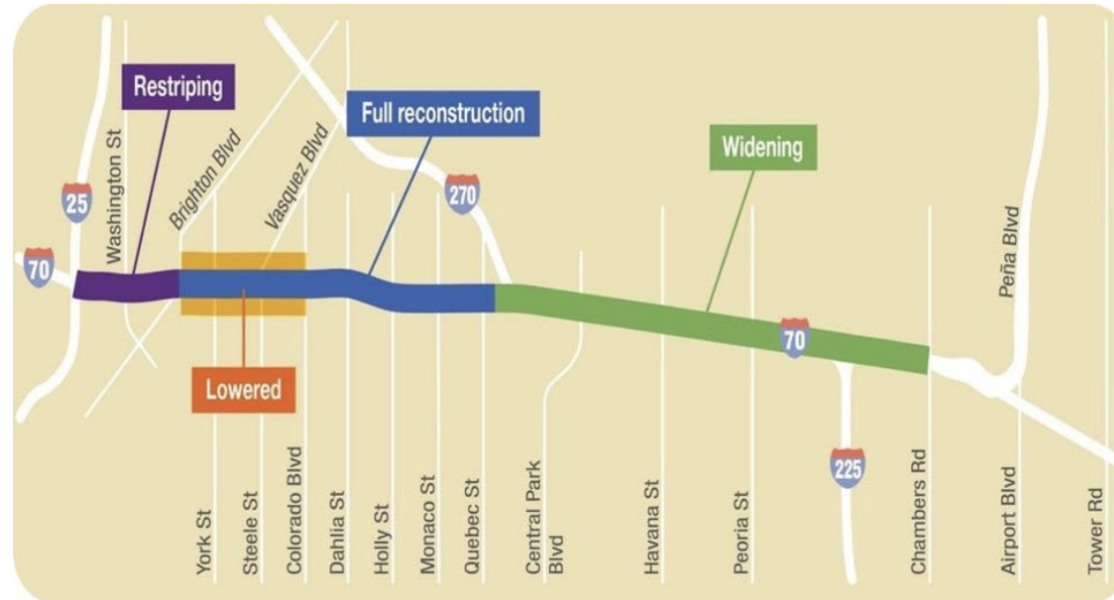 Restriping
Full reconstruction
Widening
Lowered
Washington St
Brighton Blvd
Vasquez Blvd
25
70
270
70
225
Peña Blvd
York St
Steele St
Colorado Blvd
Dahlia St
Holly St
Monaco St
Quebec St
Central Park
Blvd
Havana St
Peoria St
Chambers Rd
Airport Blvd
Tower Rd